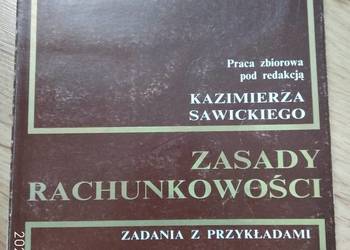 Praca zbiorowa
pod redakcją
KAZIMIERZA
SAWICKIEGO
ZASADY
RACHUNKOWOŚCI
ZADANIA Z PRZYKŁADAMI